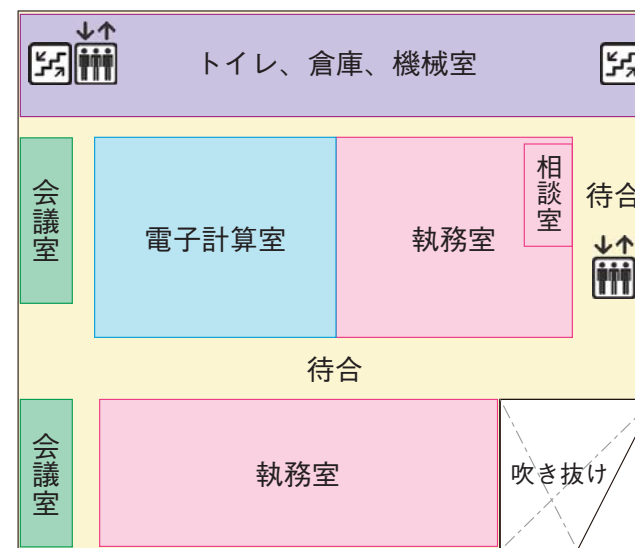 トイレ、倉庫、機械室
会議室
電子計算室
執務室
相談室
待合
待合
会議室
執務室
吹き抜け